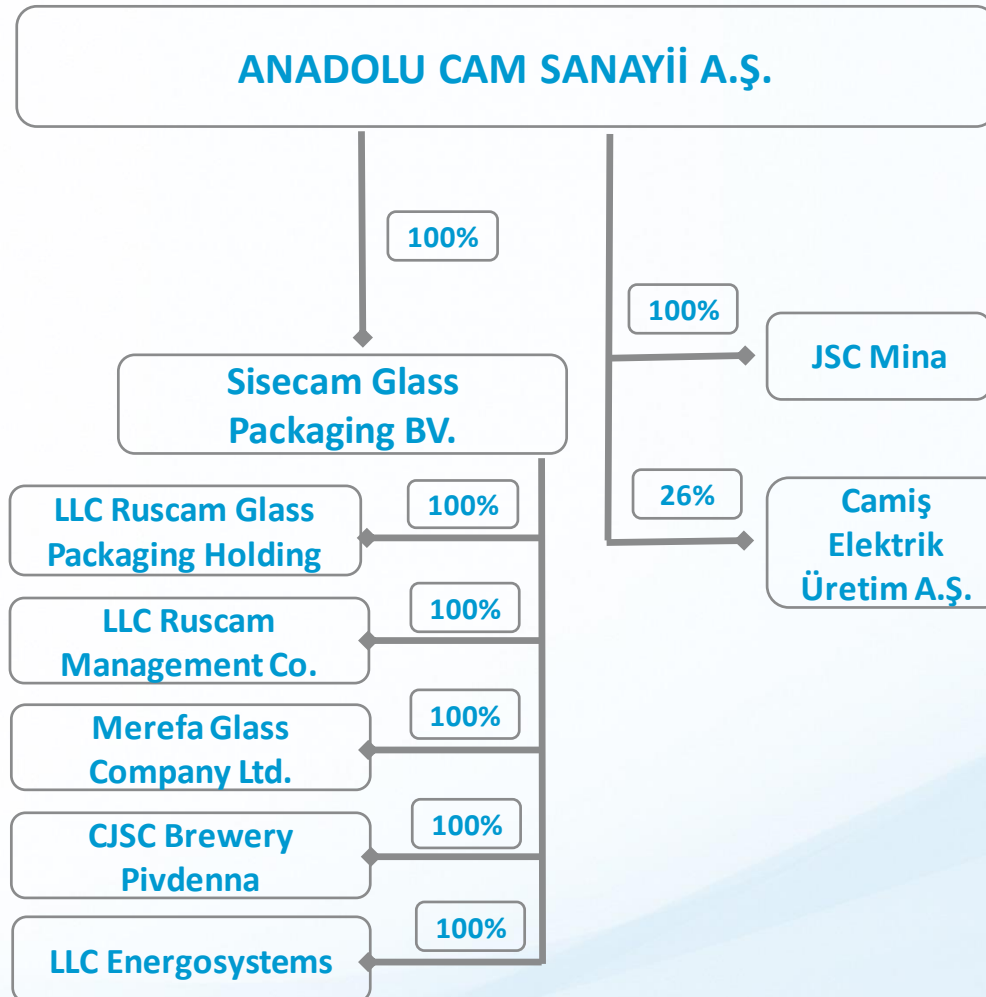 ANADOLU CAM SANAYİİ A.Ş.
100%
100%
JSC Mina
Sisecam Glass
Packaging BV.
26%
Camiş
Elektrik
Üretim A.Ş.
100%
LLC Ruscam Glass
Packaging Holding
100%
LLC Ruscam
Management Co.
100%
Merefa Glass
Company Ltd.
100%
CJSC Brewery
Pivdenna
100%
LLC Energosystems